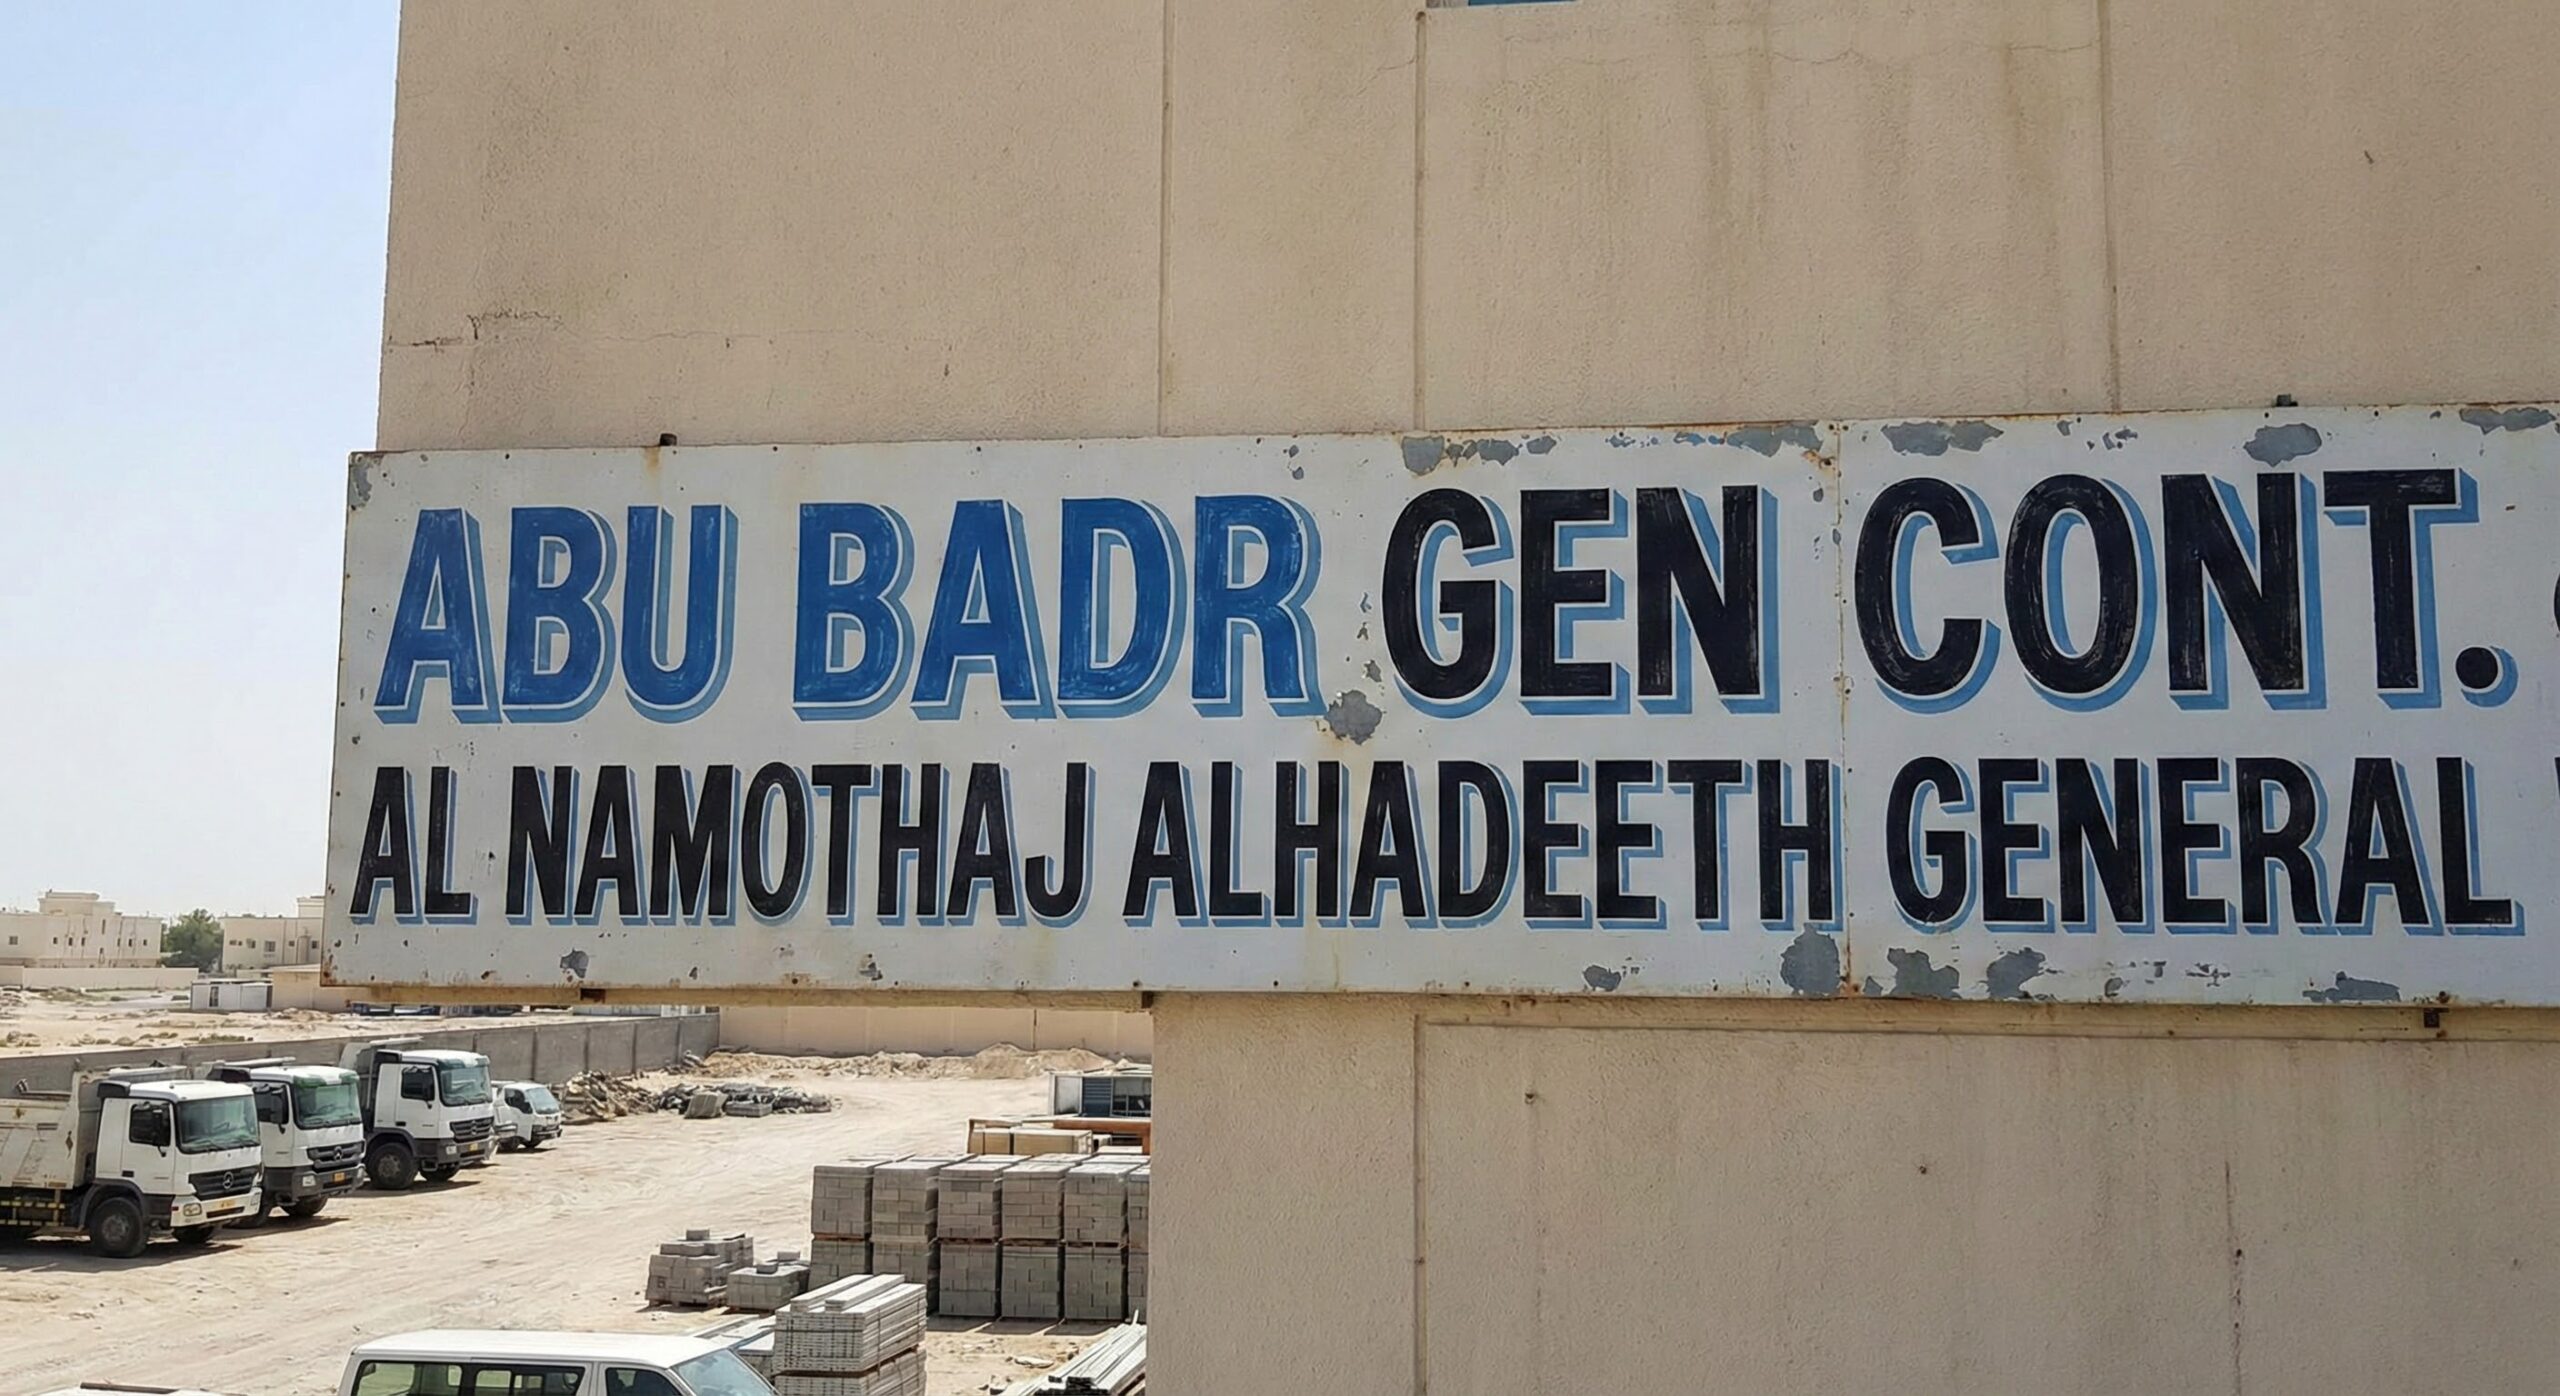 ABU BADR GEN CONT.
AL NAMOTHAJ ALHADEETH GENERAL